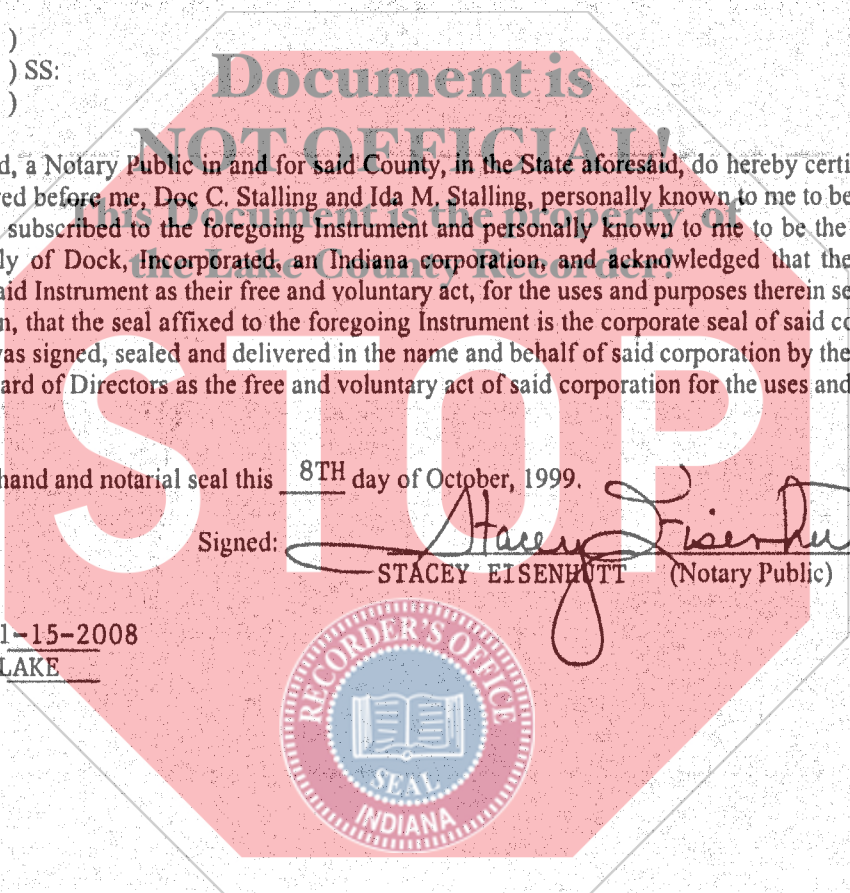 )
) SS:
)
Document is
NOT OFFICIAL!
d, a Notary Public in and for said County, in the State aforesaid, do hereby certi
red before me, Doc C. Stalling and Ida M. Stalling, personally known to me to be
This Document is the property of
subscribed to the foregoing Instrument and personally known to me to be the
ly of Dock, Incorporated, an Indiana corporation, and acknowledged that the
the Lake County Recorder!
aid Instrument as their free and voluntary act, for the uses and purposes therein se
n, that the seal affixed to the foregoing Instrument is the corporate seal of said co
was signed, sealed and delivered in the name and behalf of said corporation by the
ard of Directors as the free and voluntary act of said corporation for the uses and
STOP
hand and notarial seal this 8TH day of October, 1999.
Signed: Stacey Eisenhu
STACEY EISENHUTT (Notary Public)
1-15-2008
LAKE
RECORDER'S OFFICE
SEAL
INDIANA